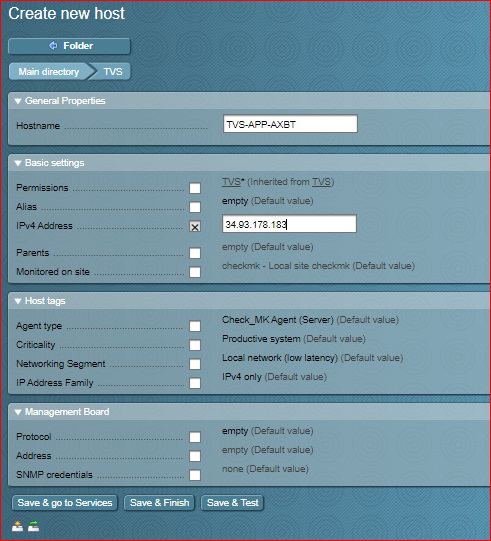 Create new host
Folder
Main directory TVS
General Properties
Hostname TVS-APP-AXBT
Basic settings
Permissions TVS* (Inherited from TVS)
Alias empty (Default value)
IPv4 Address 34.93.178.183
Parents empty (Default value)
Monitored on site checkmk - Local site checkmk (Default value)
Host tags
Agent type Check_MK Agent (Server) (Default value)
Criticality Productive system (Default value)
Networking Segment Local network (low latency) (Default value)
IP Address Family IPv4 only (Default value)
Management Board
Protocol empty (Default value)
Address empty (Default value)
SNMP credentials none (Default value)
Save & go to Services Save & Finish Save & Test